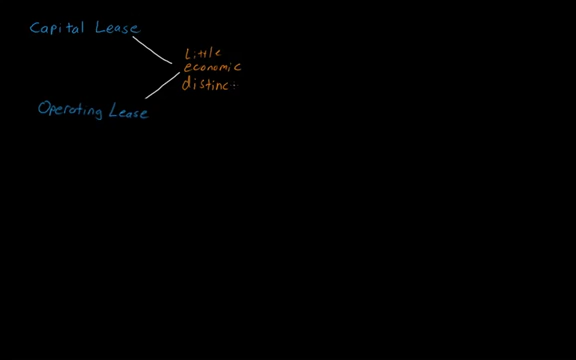 Capital Lease
Little
economic
distinc
Operating Lease